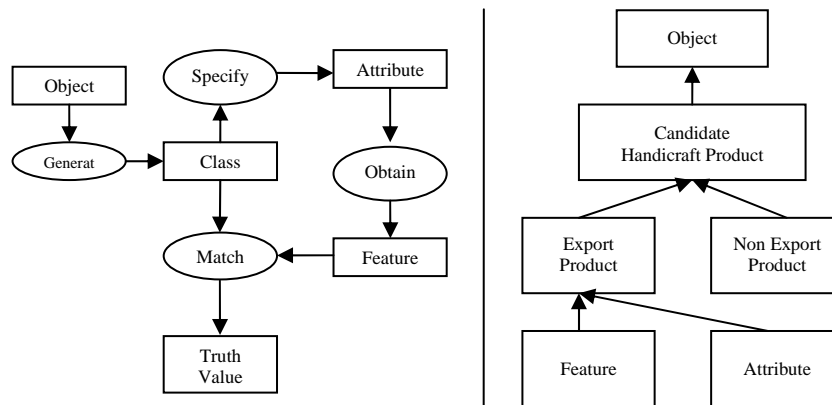 Object
Generat
Specify
Class
Attribute
Obtain
Match
Feature
Truth
Value
Object
Candidate
Handicraft Product
Export
Product
Non Export
Product
Feature
Attribute